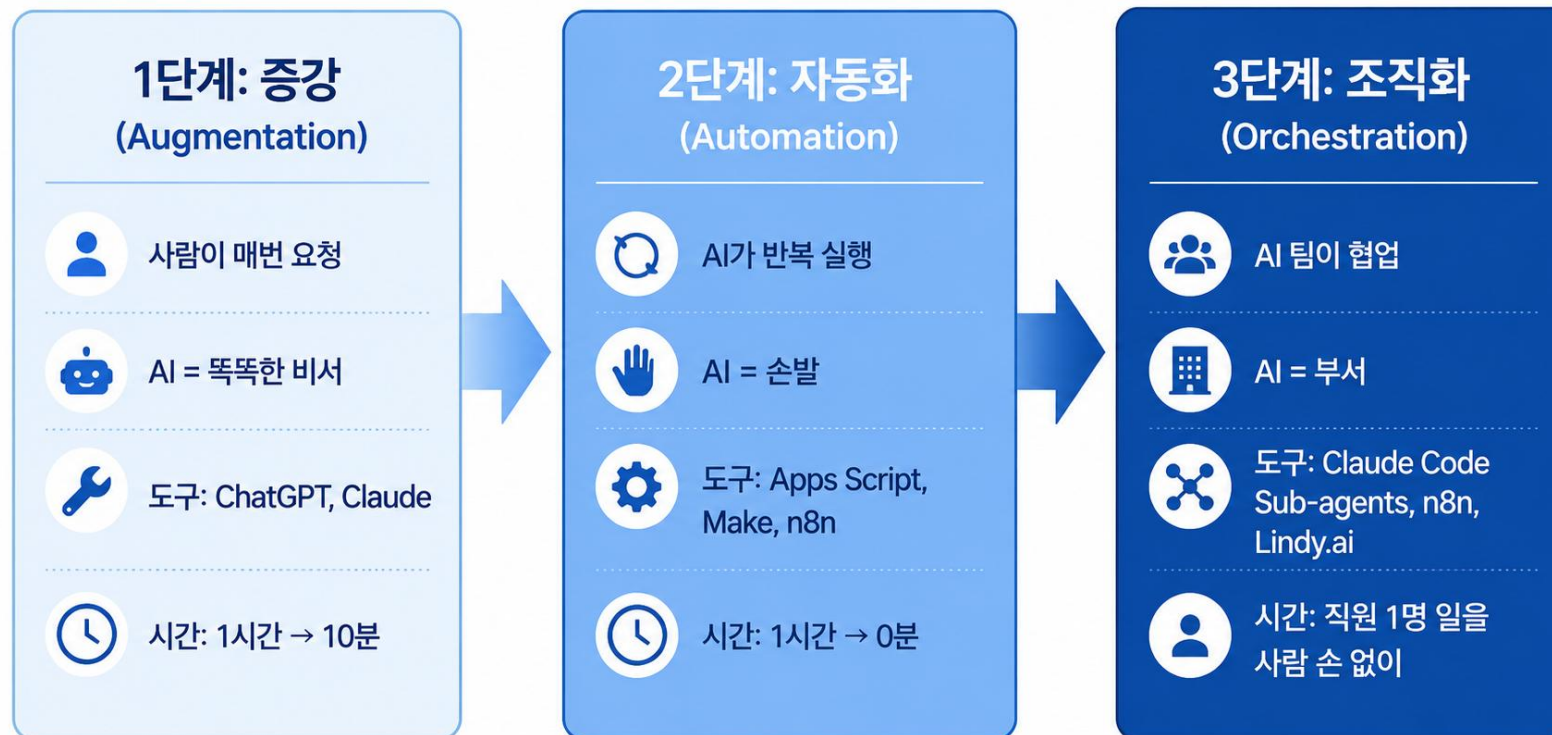 1단계: 증강
(Augmentation)
사람이 매번 요청
AI = 똑똑한 비서
도구: ChatGPT, Claude
시간: 1시간 → 10분
2단계: 자동화
(Automation)
AI가 반복 실행
AI = 손발
도구: Apps Script,
Make, n8n
시간: 1시간 → 0분
3단계: 조직화
(Orchestration)
AI 팀이 협업
AI = 부서
도구: Claude Code
Sub-agents, n8n,
Lindy.ai
시간: 직원 1명 일을
사람 손 없이